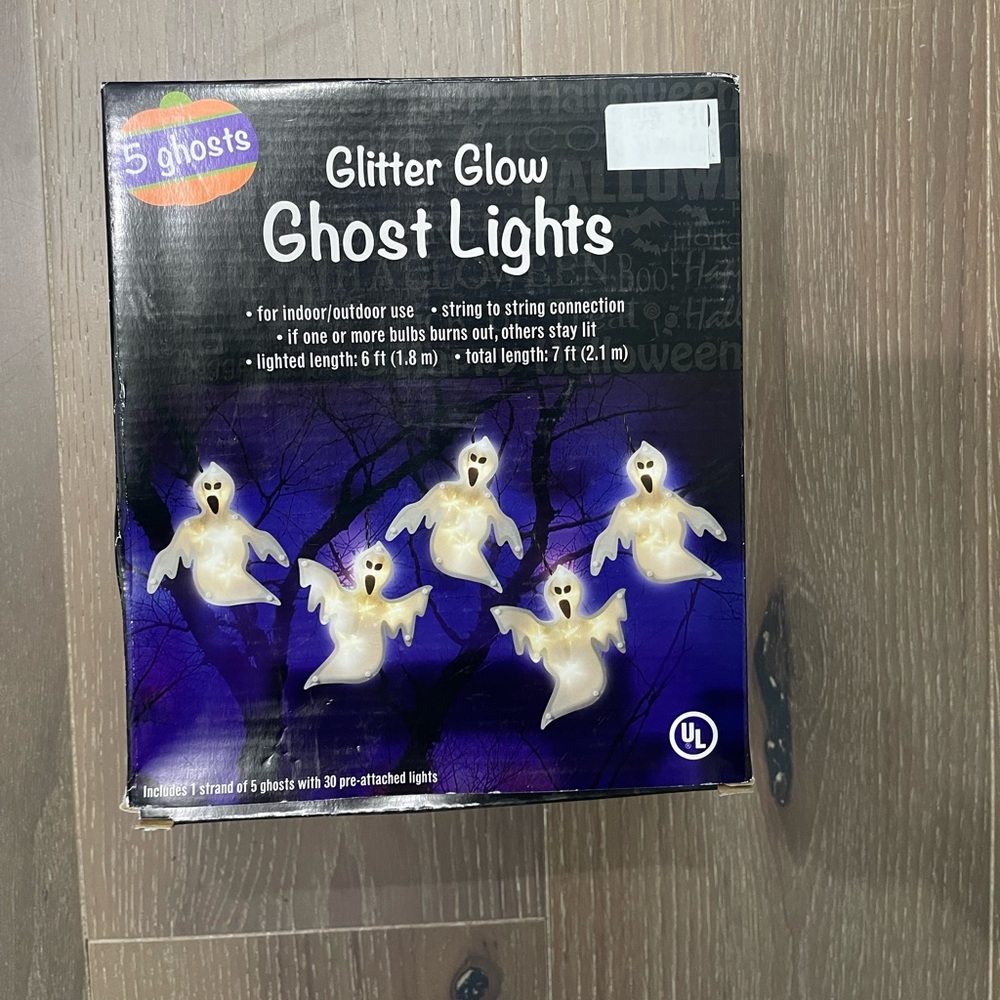 5 ghosts
Glitter Glow
Ghost Lights
• for indoor/outdoor use • string to string connection
• if one or more bulbs burns out, others stay lit
• lighted length: 6 ft (1.8 m) • total length: 7 ft (2.1 m)
Includes 1 strand of 5 ghosts with 30 pre-attached lights
UL